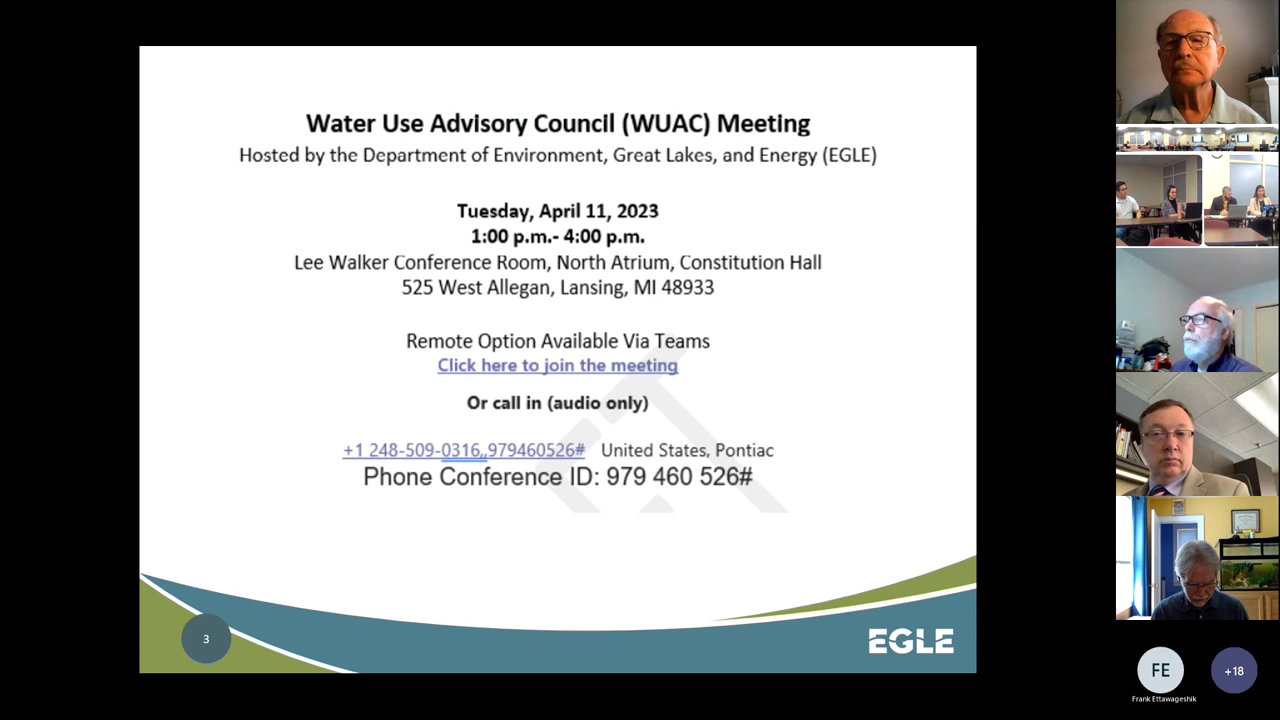 Water Use Advisory Council (WUAC) Meeting
Hosted by the Department of Environment, Great Lakes, and Energy (EGLE)
Tuesday, April 11, 2023
1:00 p.m.- 4:00 p.m.
Lee Walker Conference Room, North Atrium, Constitution Hall
525 West Allegan, Lansing, MI 48933
Remote Option Available Via Teams
Click here to join the meeting
Or call in (audio only)
+1 248-509-0316,,979460526# United States, Pontiac
Phone Conference ID: 979 460 526#
3
EGLE
FE
+18
Frank Ettawageshik